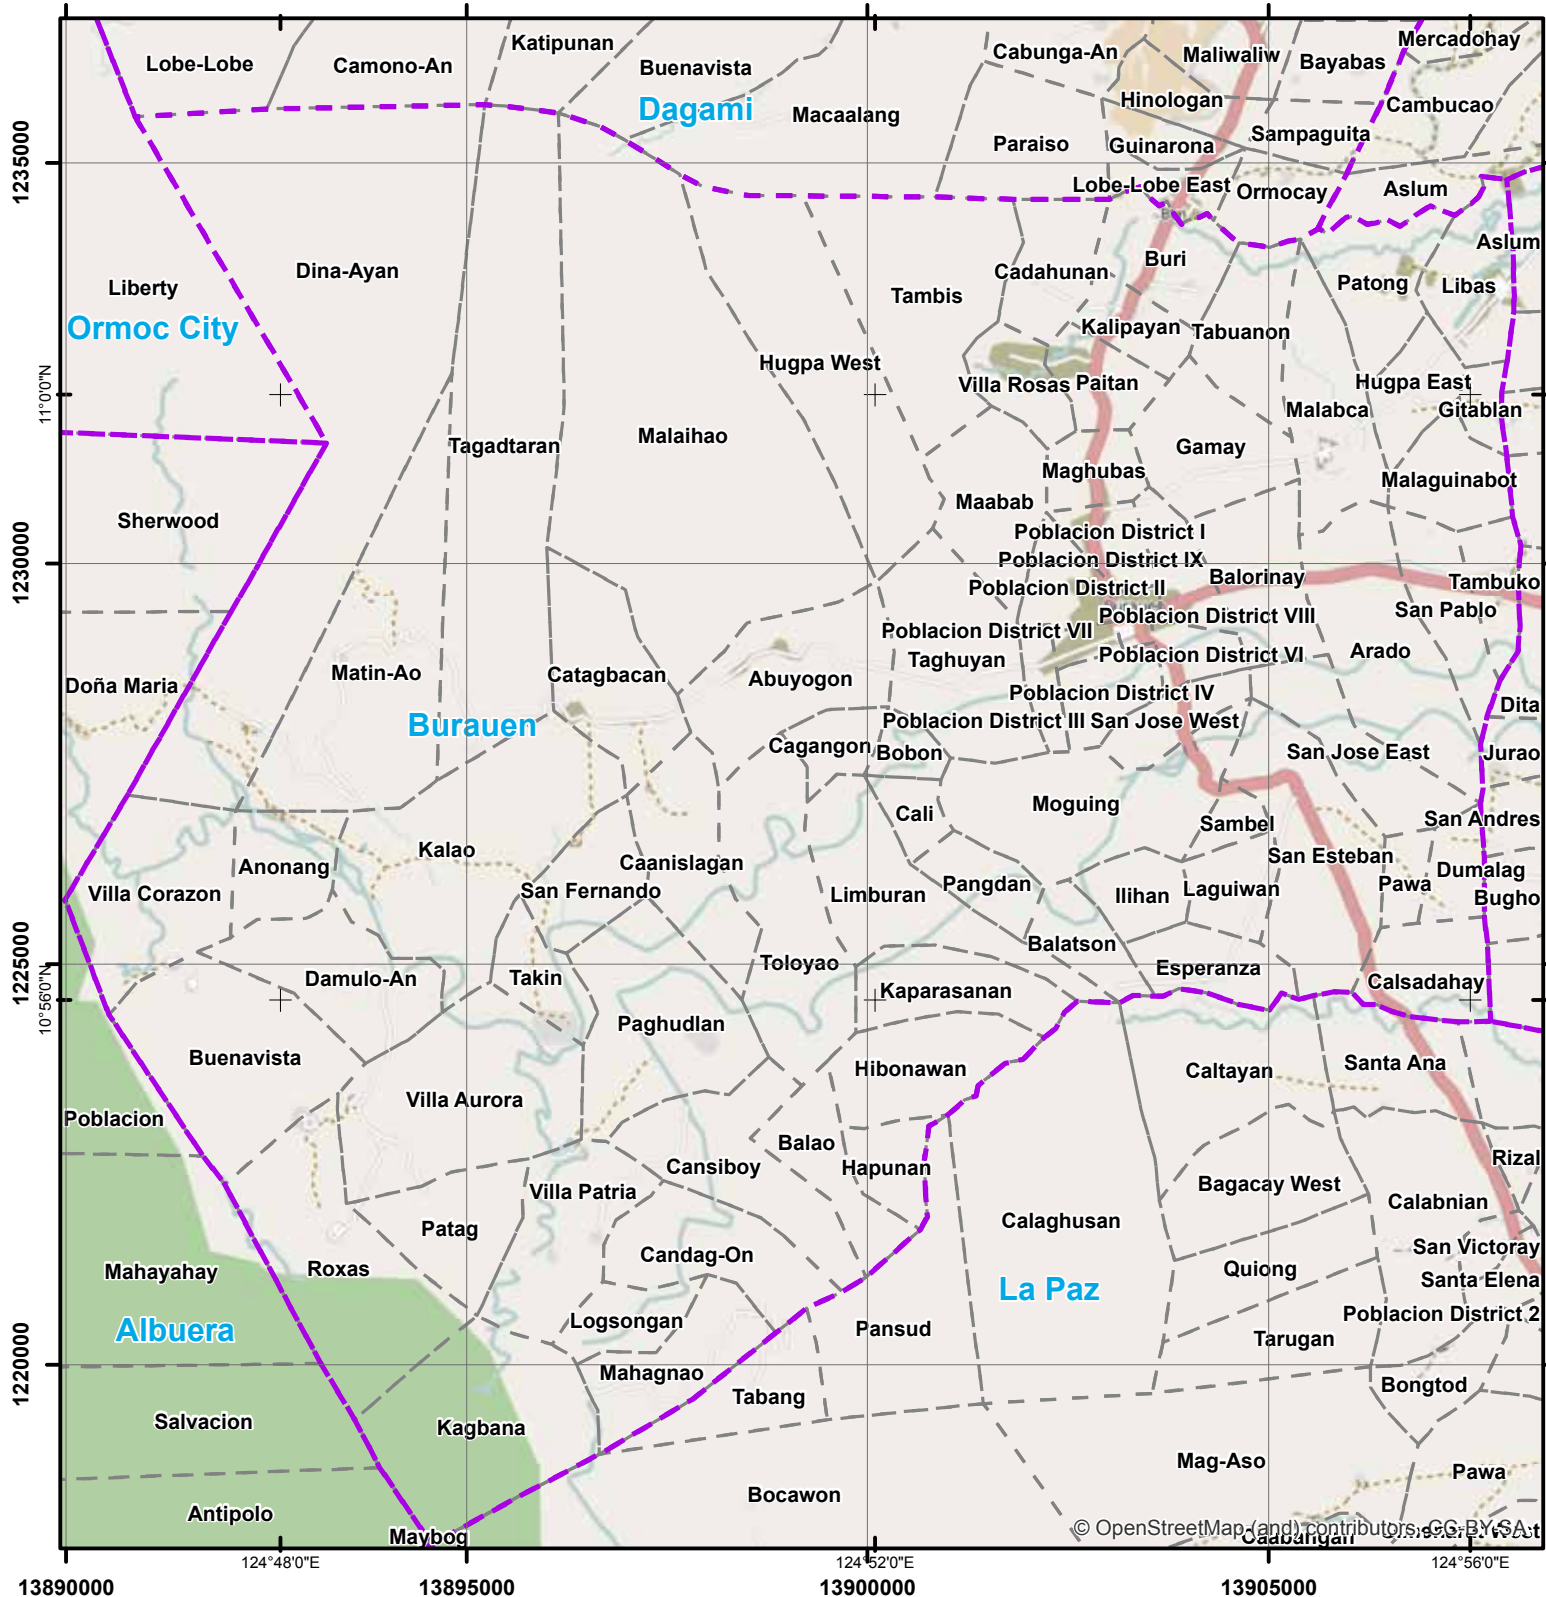 Lobe-Lobe
Camono-An
Katipunan
Buenavista
Dagami
Macaalang
Cabunga-An
Maliwaliw
Bayabas
Mercadohay
Hinologan
Cambucao
Paraiso
Guinarona
Sampaguita
1235000
Lobe-Lobe East
Ormocay
Aslum
Aslum
Dina-Ayan
Liberty
Ormoc City
Buri
Cadahunan
Tambis
Patong
Libas
Kalipayan
Tabuanon
Hugpa West
Villa Rosas
Paitan
Hugpa East
11°0'0"N
Malabca
Gitablan
Tagadtaran
Malaihao
Gamay
Maghubas
Malaguinabot
Maabab
Sherwood
Poblacion District I
Poblacion District IX
1230000
Balorinay
Tambuko
Poblacion District II
Poblacion District VIII
San Pablo
Poblacion District VII
Taghuyan
Poblacion District VI
Arado
Matin-Ao
Catagbacan
Abuyogon
Doña Maria
Poblacion District IV
Dita
Burauen
Poblacion District III
San Jose West
Cagangon
Bobon
San Jose East
Jurao
Cali
Moguing
Sambel
San Andres
Kalao
Anonang
Caanislagan
San Esteban
Dumalag
Villa Corazon
San Fernando
Limburan
Pangdan
Ilihan
Laguiwan
Pawa
Bugho
Balatson
1225000
Toloyao
Esperanza
Damulo-An
Takin
Kaparasanan
Calsadahay
10°56'0"N
Paghudlan
Buenavista
Hibonawan
Caltayan
Santa Ana
Villa Aurora
Poblacion
Balao
Cansiboy
Hapunan
Rizal
Villa Patria
Bagacay West
Calabnian
Patag
Calaghusan
Candag-On
San Victoray
Mahayahay
Roxas
Quiong
Santa Elena
La Paz
Poblacion District 2
Albuera
Logsongan
Pansud
Tarugan
1220000
Mahagnao
Tabang
Bongtod
Salvacion
Kagbana
Mag-Aso
Pawa
Bocawon
Antipolo
Maybog
© OpenStreetMap (and) contributors, CC-BY-SA
Caabangan
124°48'0"E
124°52'0"E
124°56'0"E
13890000
13895000
13900000
13905000